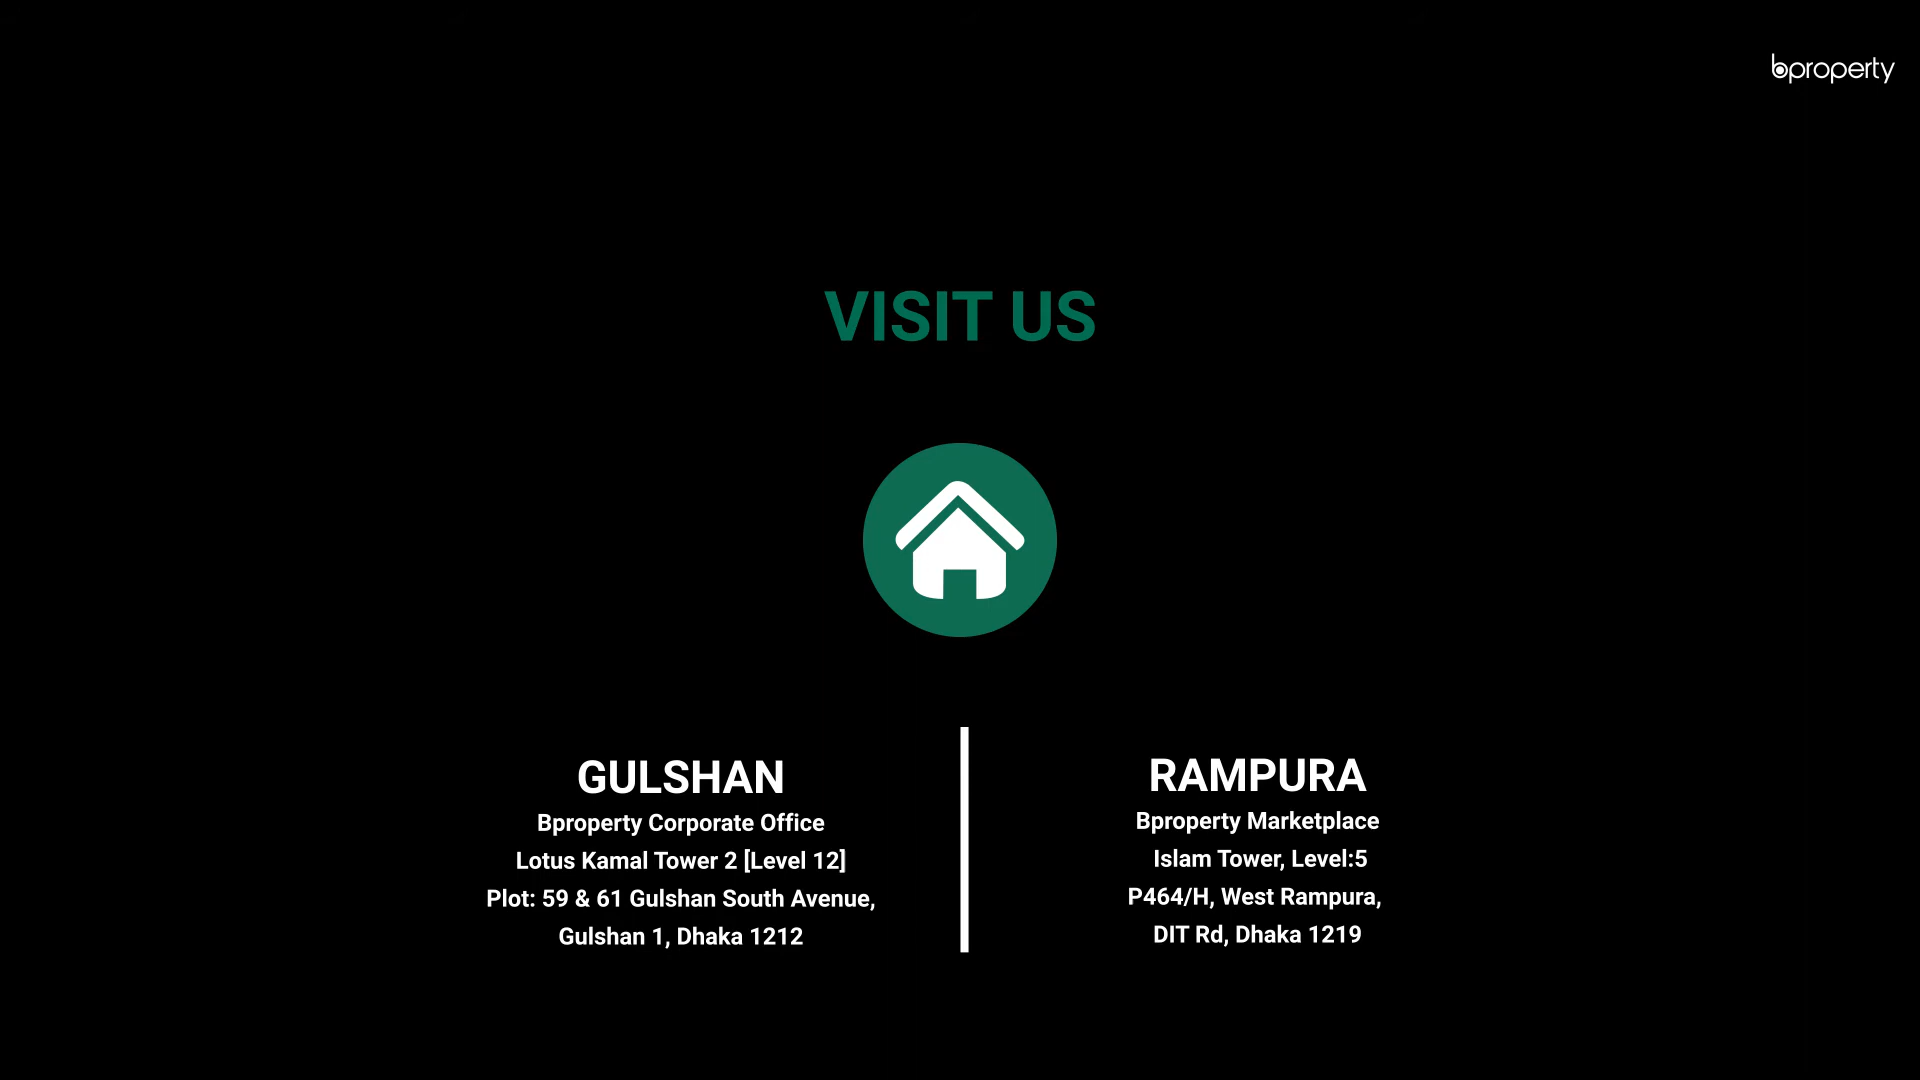 bproperty
VISIT US
GULSHAN
Bproperty Corporate Office
Lotus Kamal Tower 2 [Level 12]
Plot: 59 & 61 Gulshan South Avenue,
Gulshan 1, Dhaka 1212
RAMPURA
Bproperty Marketplace
Islam Tower, Level:5
P464/H, West Rampura,
DIT Rd, Dhaka 1219